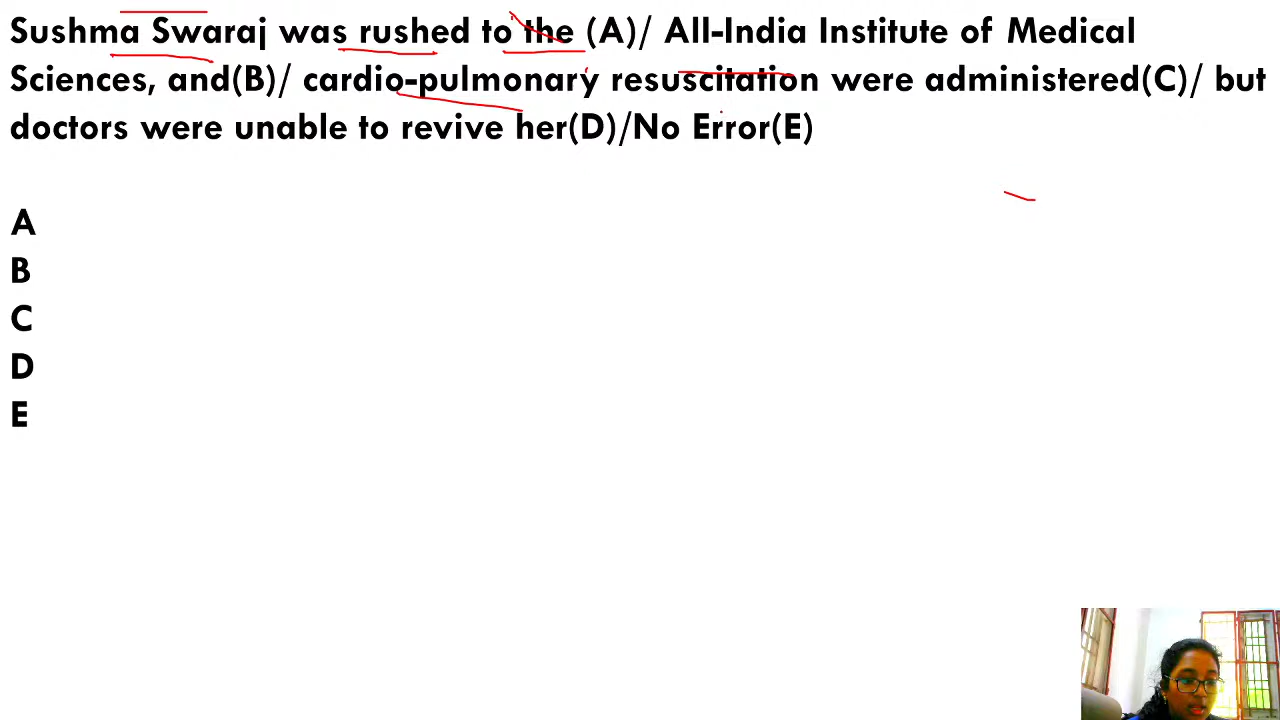 Sushma Swaraj was rushed to the (A)/ All-India Institute of Medical
Sciences, and(B)/ cardio-pulmonary resuscitation were administered(C)/ but
doctors were unable to revive her(D)/No Error(E)
A
B
C
D
E